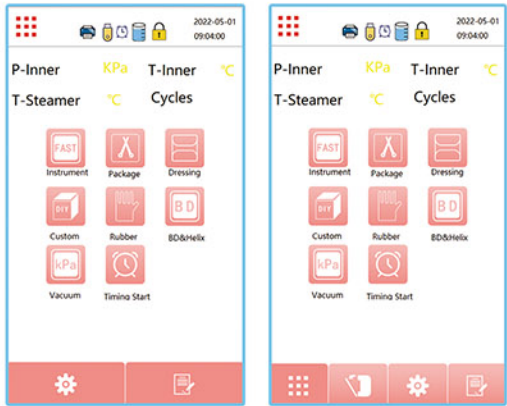 2022-05-01
09:04:00
P-Inner KPa T-Inner ℃
T-Steamer ℃ Cycles
FAST
Instrument Package Dressing
DIY BD
Custom Rubber BD&Helix
kPa
Vacuum Timing Start
2022-05-01
09:04:00
P-Inner KPa T-Inner ℃
T-Steamer ℃ Cycles
FAST
Instrument Package Dressing
DIY BD
Custom Rubber BD&Helix
kPa
Vacuum Timing Start